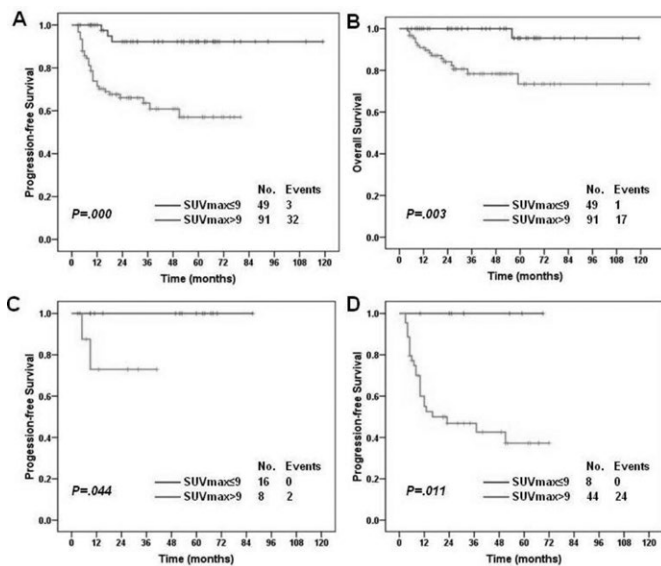 A
Progression-free Survival
1.0
0.8
0.6
0.4
0.2
0.0
No. Events
SUVmax≤9 49 3
SUVmax>9 91 32
P=.000
0 12 24 36 48 60 72 84 96 108 120
Time (months)
B
Overall Survival
1.0
0.8
0.6
0.4
0.2
0.0
No. Events
SUVmax≤9 49 1
SUVmax>9 91 17
P=.003
0 12 24 36 48 60 72 84 96 108 120
Time (months)
C
Progession-free Survival
1.0
0.8
0.6
0.4
0.2
0.0
No. Events
SUVmax≤9 16 0
SUVmax>9 8 2
P=.044
0 12 24 36 48 60 72 84 96 108 120
Time (months)
D
Progession-free Survival
1.0
0.8
0.6
0.4
0.2
0.0
No. Events
SUVmax≤9 8 0
SUVmax>9 44 24
P=.011
0 12 24 36 48 60 72 84 96 108 120
Time (months)